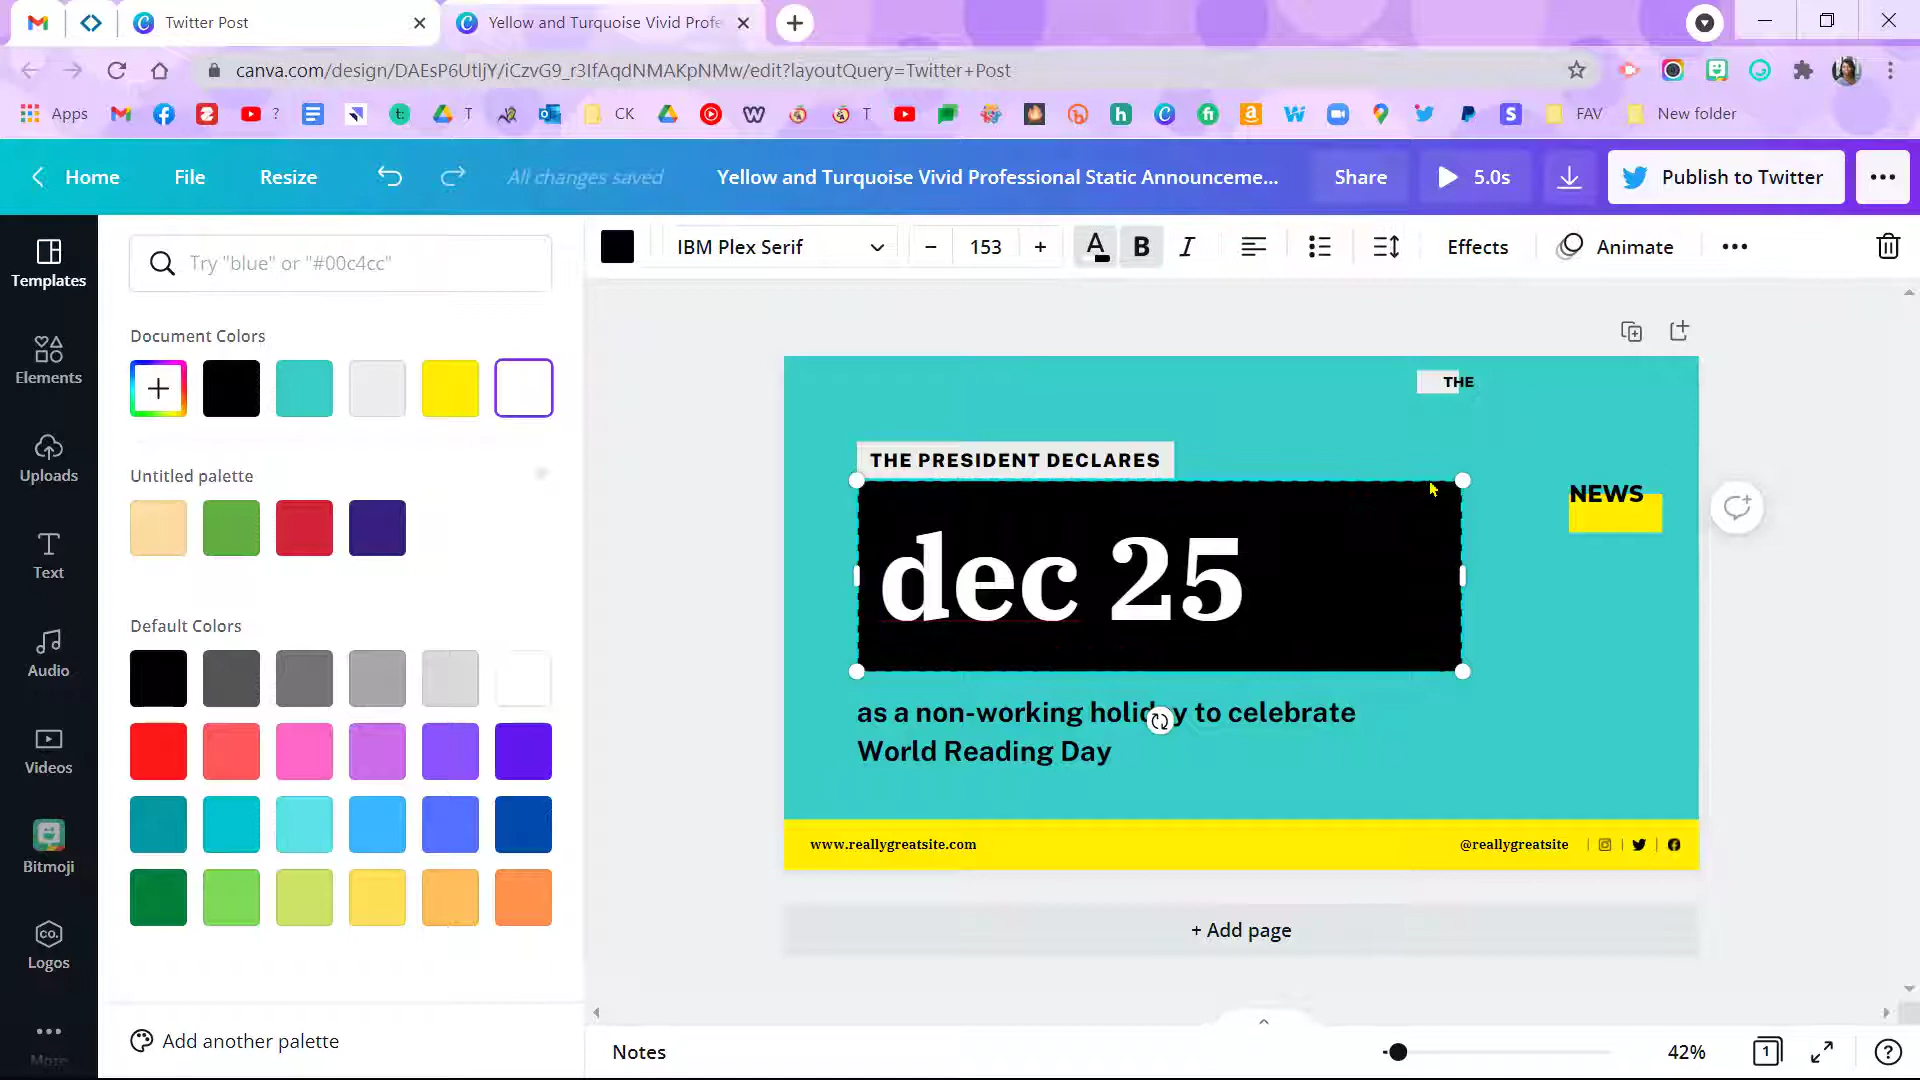 Twitter Post
Yellow and Turquoise Vivid Profe
canva.com/design/DAEsP6UtljY/iCzvG9_r3IfAqdNMAKpNMw/edit?layoutQuery=Twitter+Post
Apps
?
T
CK
T
FAV
New folder
Home
File
Resize
All changes saved
Yellow and Turquoise Vivid Professional Static Announceme...
Share
5.0s
Publish to Twitter
Templates
Elements
Uploads
Text
Audio
Videos
Bitmoji
CO.
Logos
More
Try "blue" or "#00c4cc"
Document Colors
Untitled palette
Default Colors
Add another palette
IBM Plex Serif
153
A
B
I
Effects
Animate
THE
NEWS
THE PRESIDENT DECLARES
dec 25
as a non-working holiday to celebrate
World Reading Day
www.reallygreatsite.com
@reallygreatsite
+ Add page
Notes
42%
1